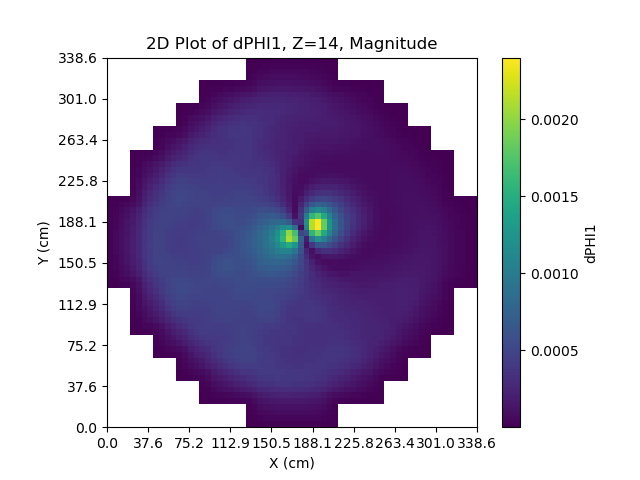 2D Plot of dPHI1, Z=14, Magnitude
338.6
301.0
263.4
225.8
188.1
150.5
112.9
75.2
37.6
0.0
Y (cm)
0.0 37.6 75.2 112.9 150.5 188.1 225.8 263.4 301.0 338.6
X (cm)
0.0020
0.0015
0.0010
0.0005
dPHI1